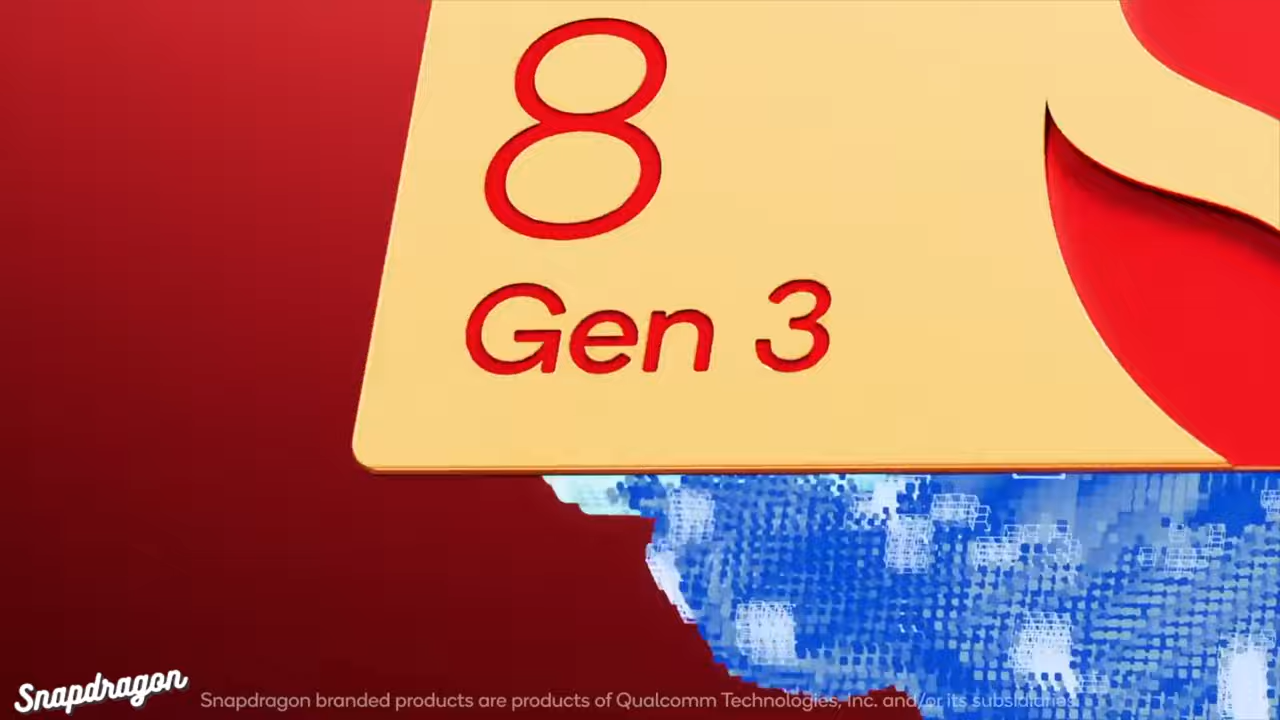 8
Gen 3
Snapdragon
Snapdragon branded products are products of Qualcomm Technologies, Inc. and/or its subsidiaries.